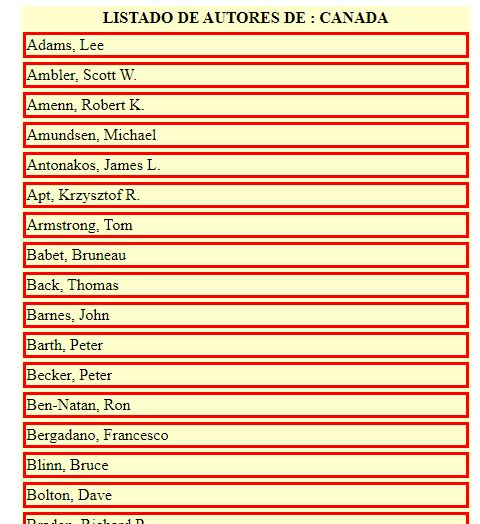 LISTADO DE AUTORES DE : CANADA
Adams, Lee
Ambler, Scott W.
Amenn, Robert K.
Amundsen, Michael
Antonakos, James L.
Apt, Krzysztof R.
Armstrong, Tom
Babet, Bruneau
Back, Thomas
Barnes, John
Barth, Peter
Becker, Peter
Ben-Natan, Ron
Bergadano, Francesco
Blinn, Bruce
Bolton, Dave